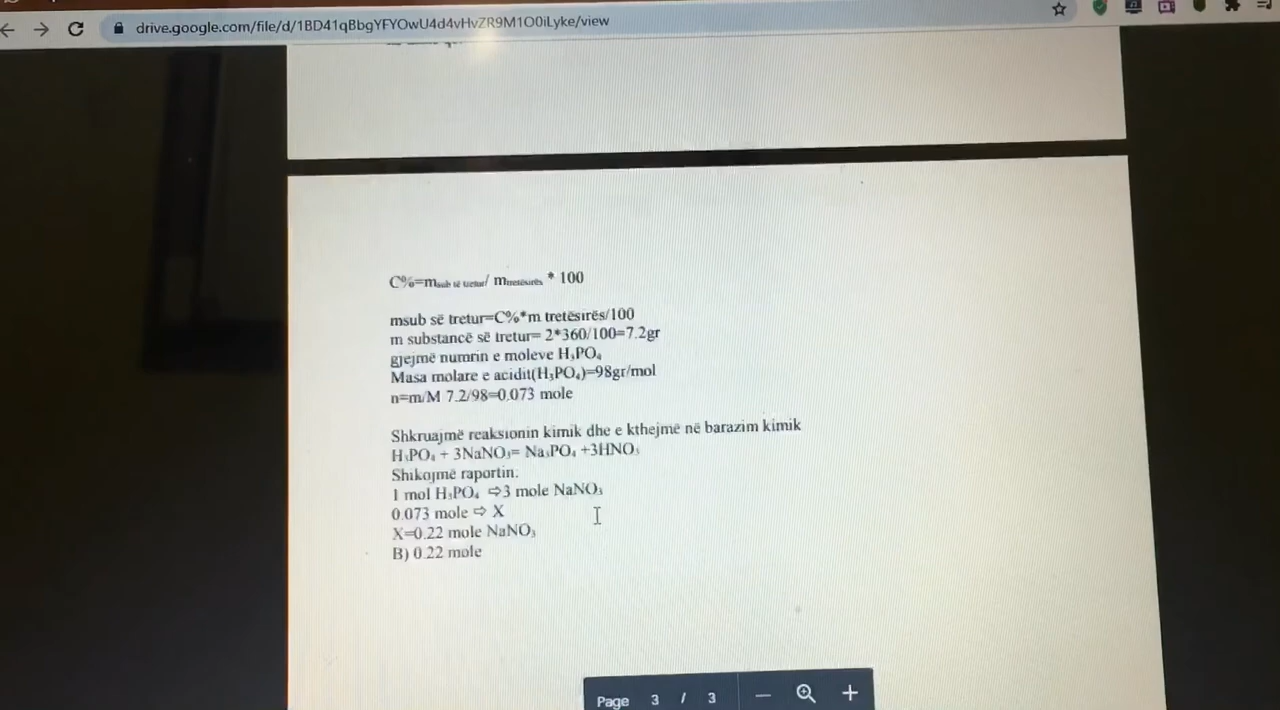 drive.google.com/file/d/1BD41qBbgYFYOwU4d4vHvZR9M1O0iLyke/view
C%=m sub së tretur/ m tretësirës * 100
msub së tretur=C%*m tretësirës/100
m substancë së tretur= 2*360/100=7.2gr
gjejmë numrin e moleve H₃PO₄
Masa molare e acidit(H₃PO₄)=98gr/mol
n=m/M 7.2/98=0.073 mole
Shkruajmë reaksionin kimik dhe e kthejmë në barazim kimik
H₃PO₄ + 3NaNO₃= Na₃PO₄ +3HNO₃
Shikojmë raportin:
1 mol H₃PO₄ ⇨3 mole NaNO₃
0.073 mole ⇨ X
X=0.22 mole NaNO₃
B) 0.22 mole
Page 3 / 3